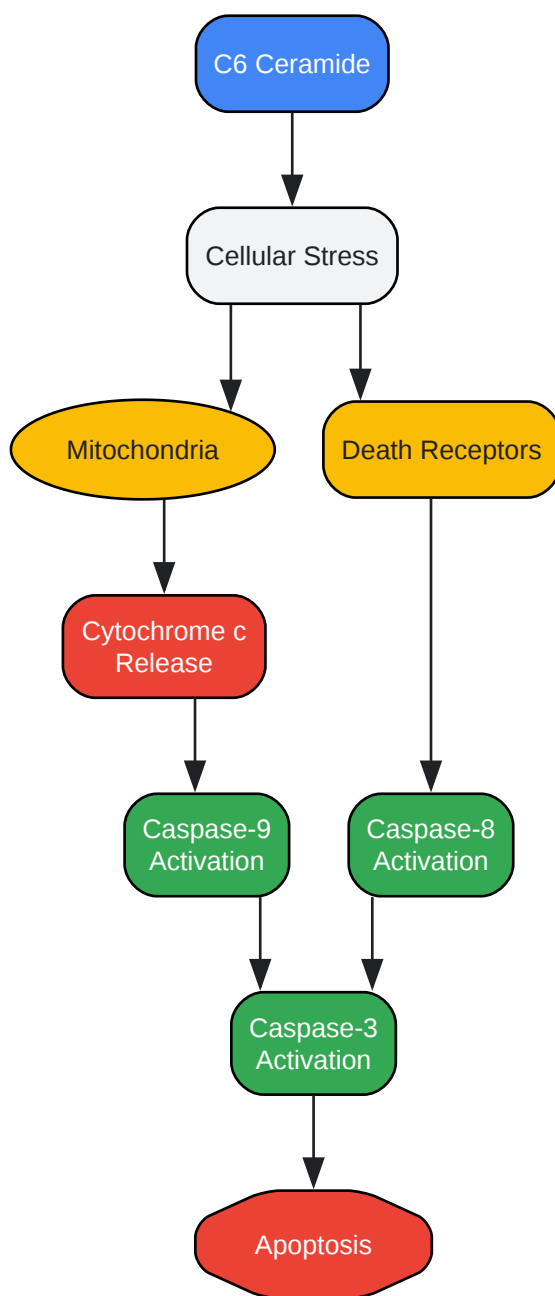 C6 Ceramide
Cellular Stress
Mitochondria
Death Receptors
Cytochrome c
Release
Caspase-9
Activation
Caspase-8
Activation
Caspase-3
Activation
Apoptosis